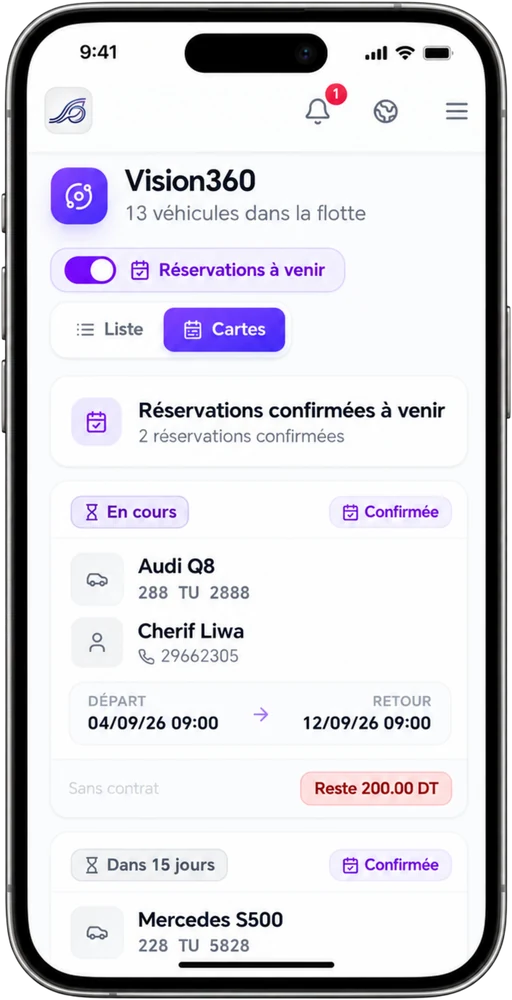 9:41
1
Vision360
13 véhicules dans la flotte
Réservations à venir
Liste
Cartes
Réservations confirmées à venir
2 réservations confirmées
En cours
Confirmée
Audi Q8
288 TU 2888
Cherif Liwa
29662305
DÉPART
RETOUR
04/09/26 09:00
12/09/26 09:00
Sans contrat
Reste 200.00 DT
Dans 15 jours
Confirmée
Mercedes S500
228 TU 5828